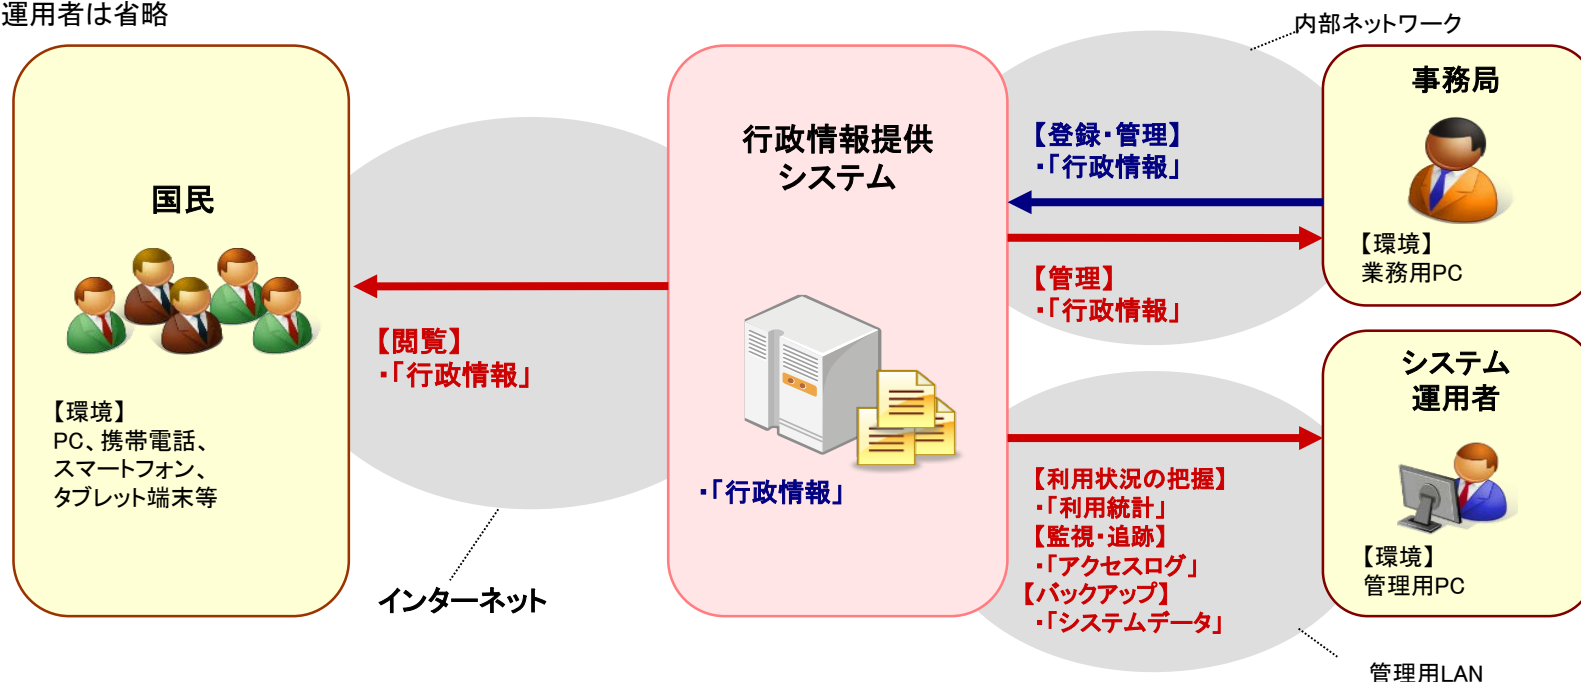 運用者は省略
国民
【環境】
PC、携帯電話、
スマートフォン、
タブレット端末等
【閲覧】
・「行政情報」
インターネット
行政情報提供
システム
・「行政情報」
内部ネットワーク
【登録・管理】
・「行政情報」
【管理】
・「行政情報」
事務局
【環境】
業務用PC
【利用状況の把握】
・「利用統計」
【監視・追跡】
・「アクセスログ」
【バックアップ】
・「システムデータ」
システム
運用者
【環境】
管理用PC
管理用LAN